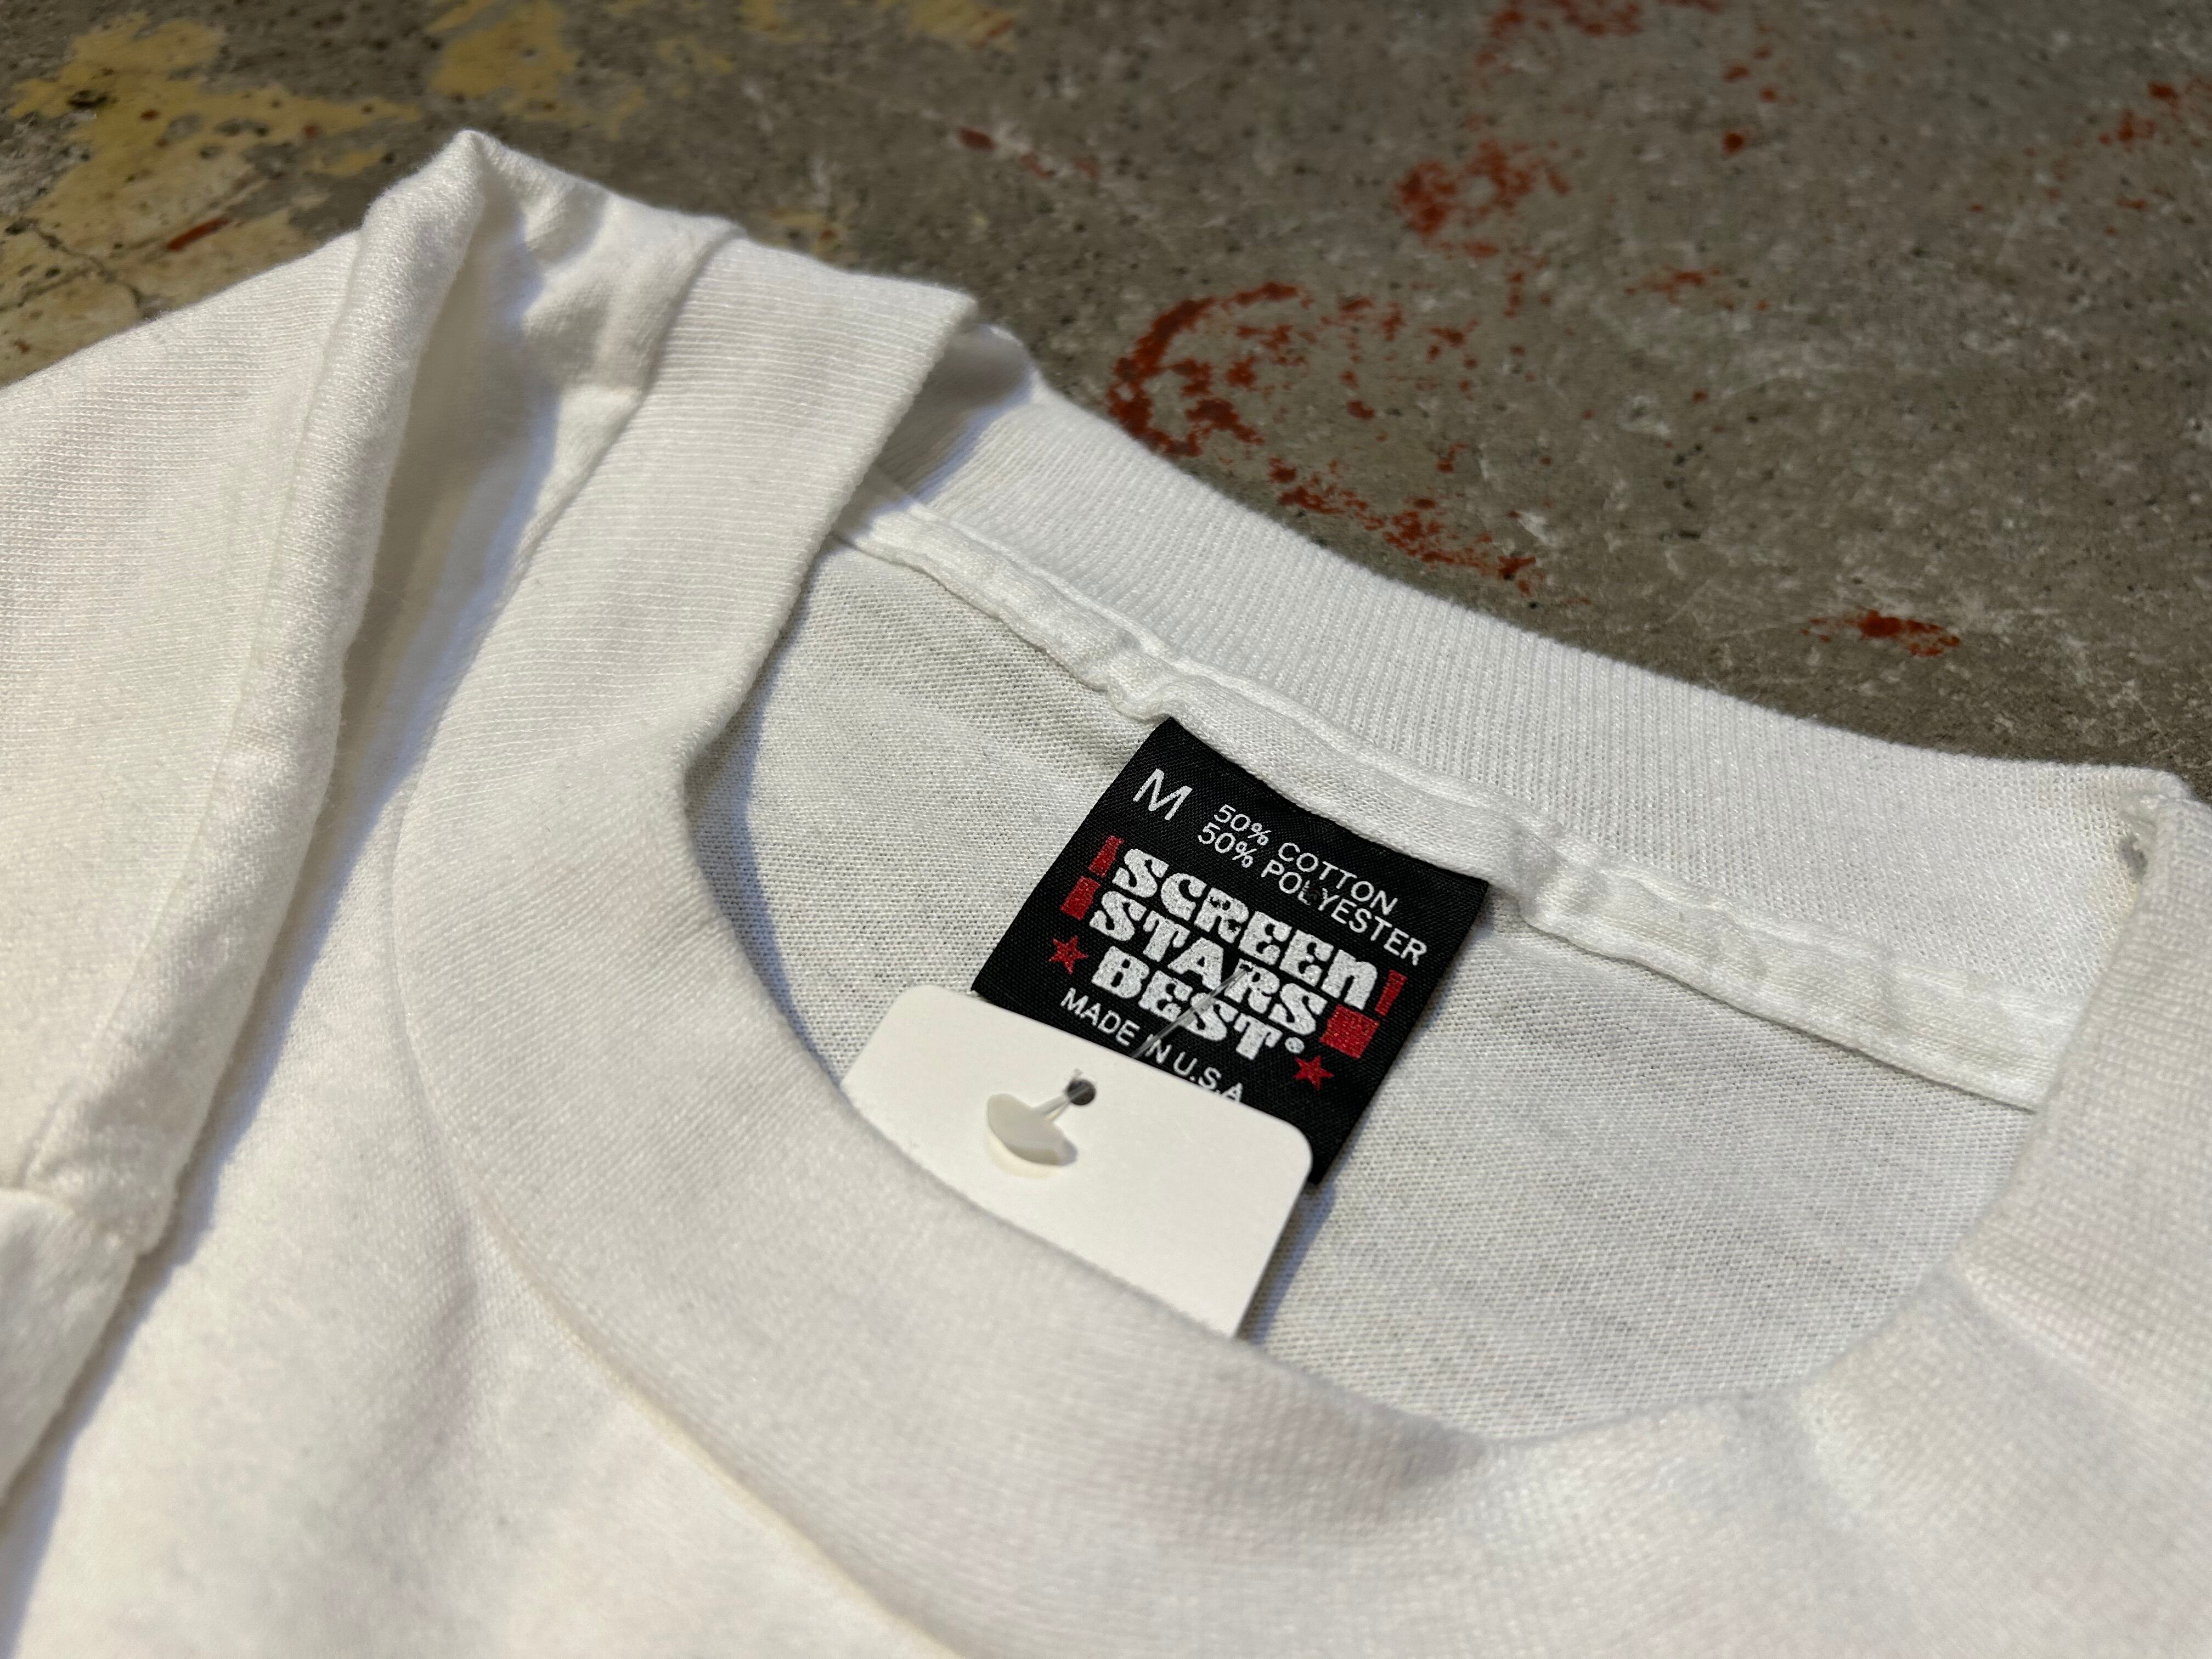 M
50% COTTON
50% POLYESTER
SCREEN
STARS
BEST®
MADE IN U.S.A